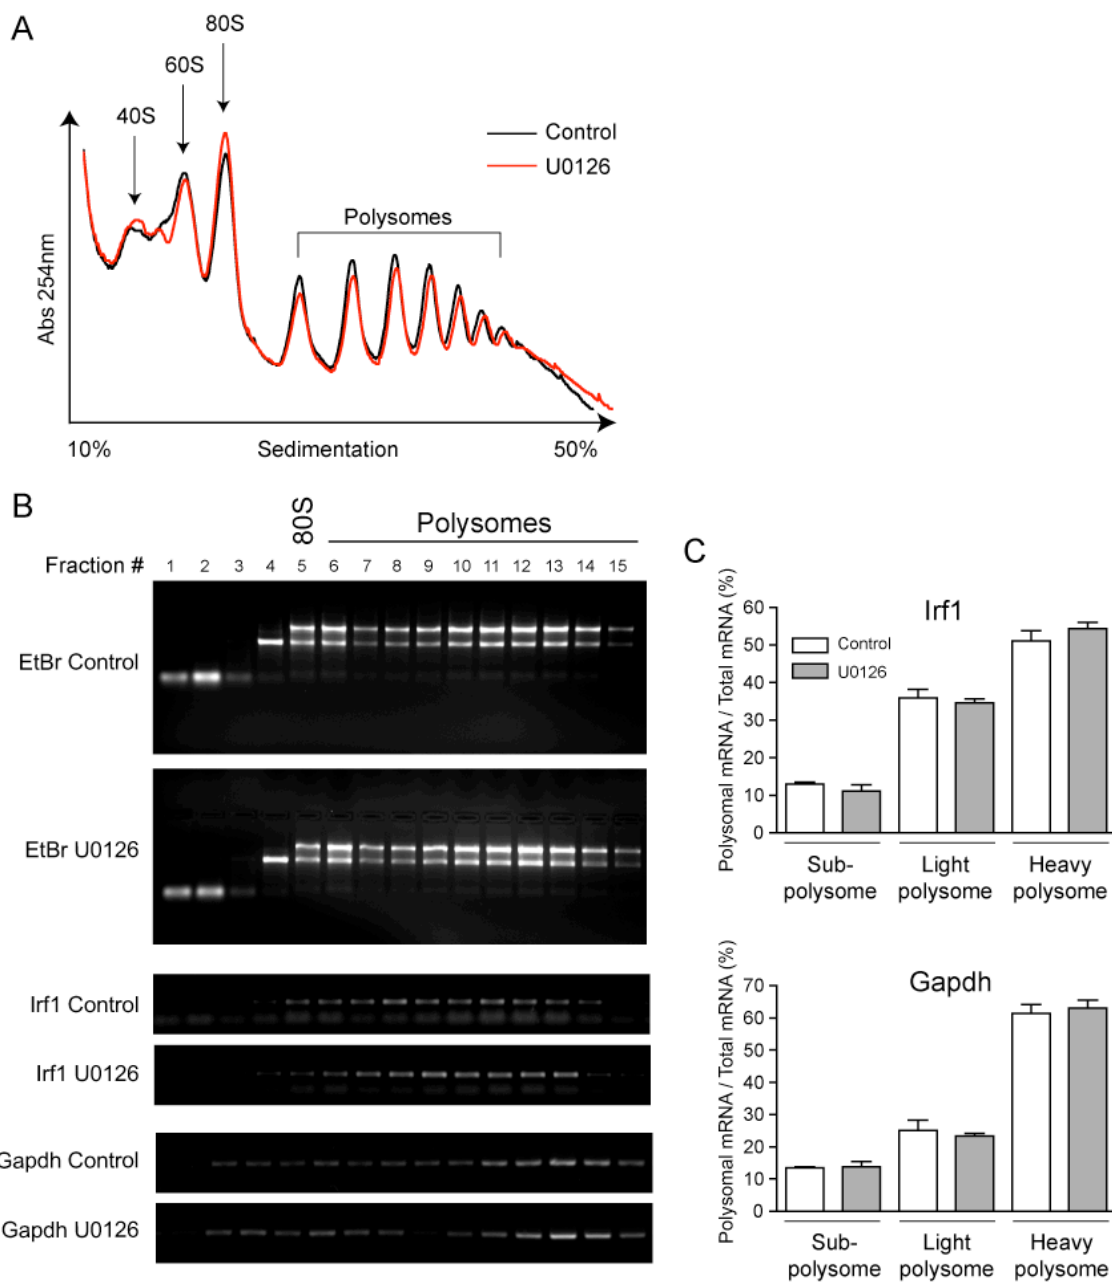 A
80S
60S
40S
Control
U0126
Polysomes
Abs 254nm
10%
Sedimentation
50%
B
80S
Polysomes
Fraction #
1 2 3 4 5 6 7 8 9 10 11 12 13 14 15
EtBr Control
EtBr U0126
Irf1 Control
Irf1 U0126
Gapdh Control
Gapdh U0126
C
Polysomal mRNA / Total mRNA (%)
Irf1
Control
U0126
60
50
40
30
20
10
0
Sub-
polysome
Light
polysome
Heavy
polysome
Polysomal mRNA / Total mRNA (%)
Gapdh
70
60
50
40
30
20
10
0
Sub-
polysome
Light
polysome
Heavy
polysome